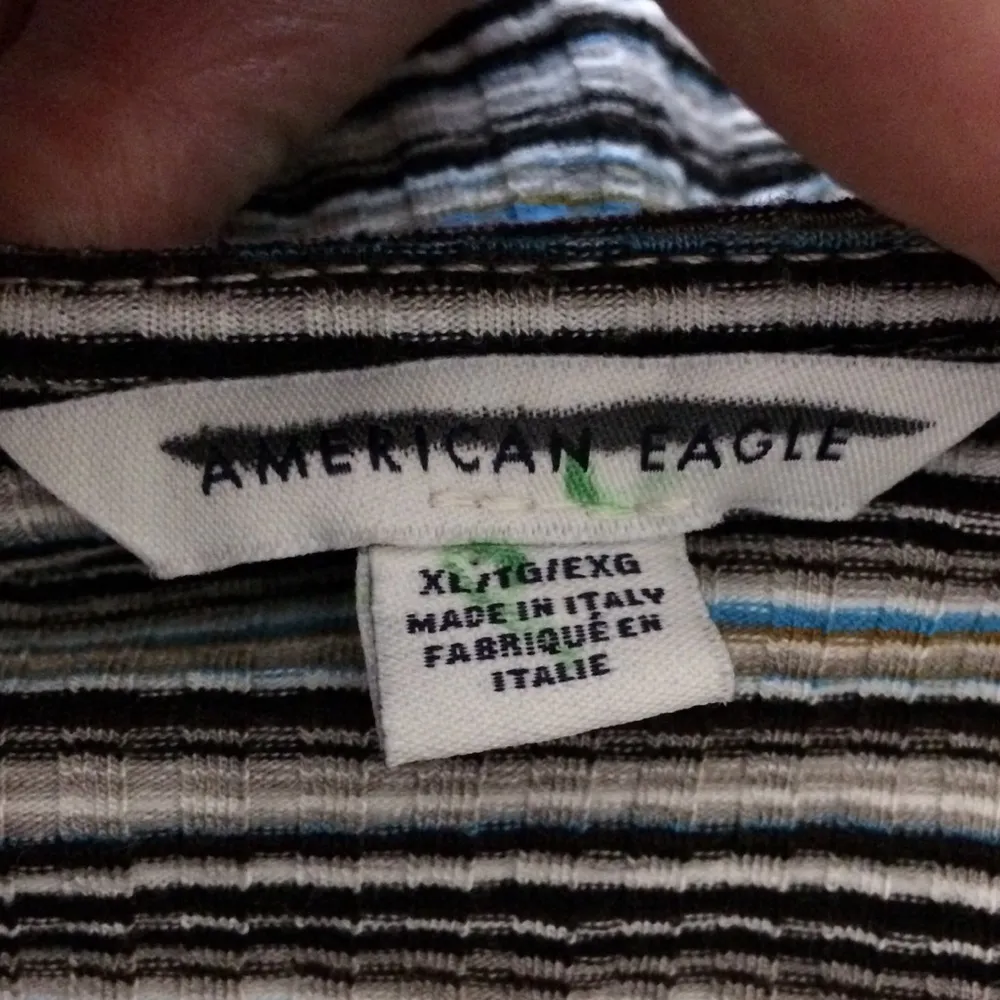 AMERICAN EAGLE
XL/TG/EXG
MADE IN ITALY
FABRIQUÉ EN
ITALIE